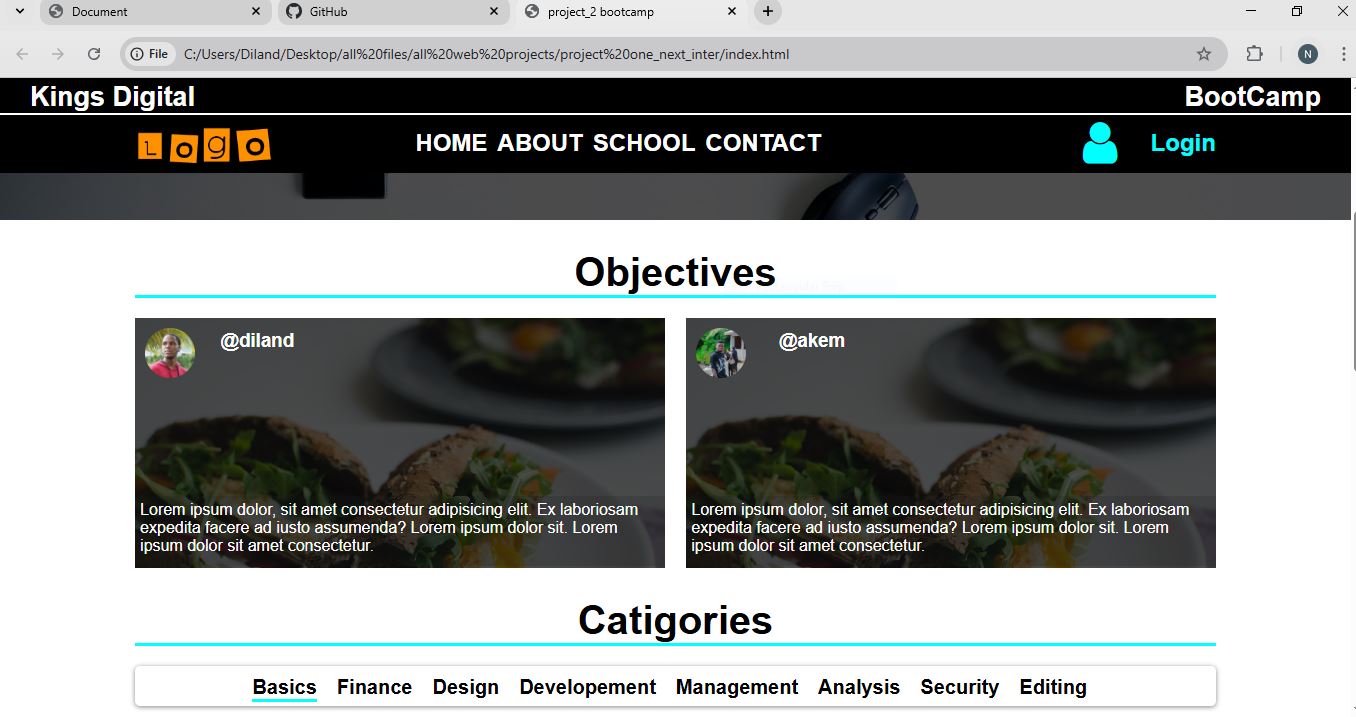 Document
GitHub
project_2 bootcamp
File
C:/Users/Diland/Desktop/all%20files/all%20web%20projects/project%20one_next_inter/index.html
N
Kings Digital
BootCamp
Logo
HOME ABOUT SCHOOL CONTACT
Login
Objectives
@diland
@akem
Lorem ipsum dolor, sit amet consectetur adipisicing elit. Ex laboriosam
expedita facere ad iusto assumenda? Lorem ipsum dolor sit. Lorem
ipsum dolor sit amet consectetur.
Lorem ipsum dolor, sit amet consectetur adipisicing elit. Ex laboriosam
expedita facere ad iusto assumenda? Lorem ipsum dolor sit. Lorem
ipsum dolor sit amet consectetur.
Catigories
Basics Finance Design Developement Management Analysis Security Editing